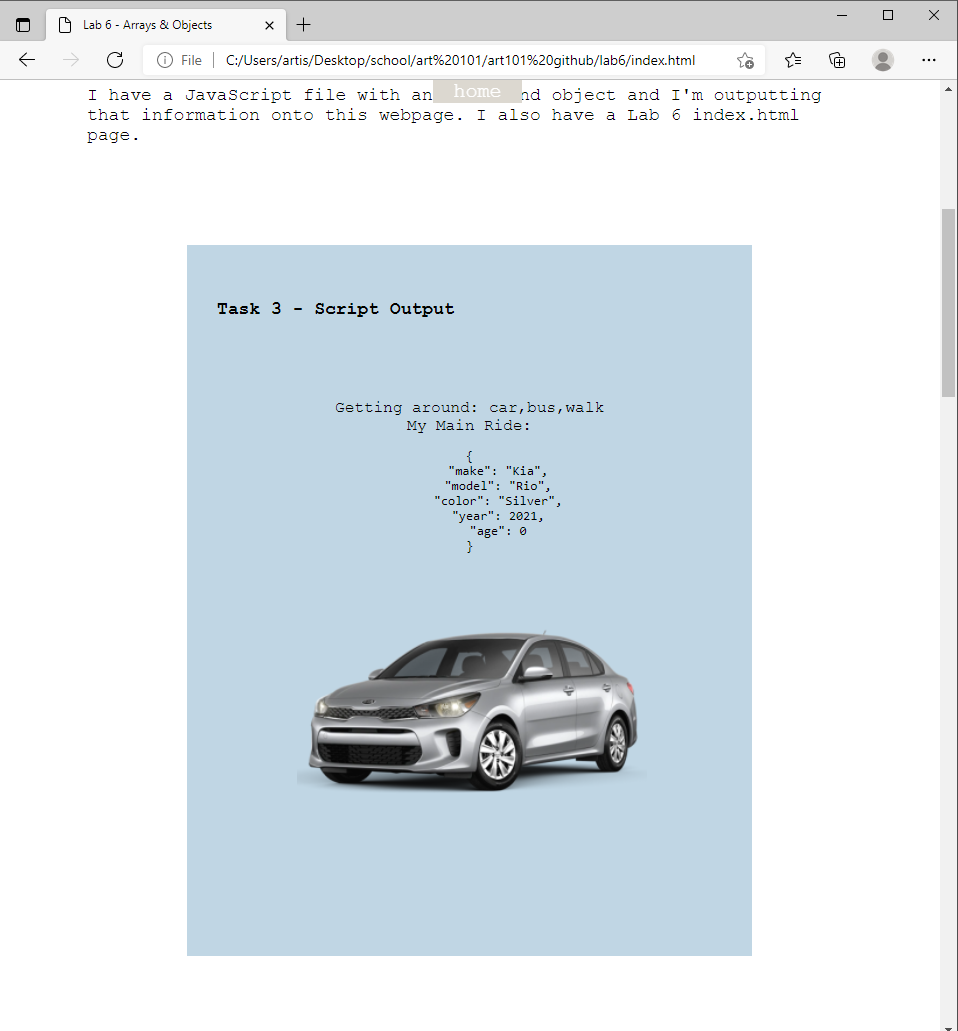 Lab 6 - Arrays & Objects
File
C:/Users/artis/Desktop/school/art%20101/art101%20github/lab6/index.html
home
I have a JavaScript file with an nd object and I'm outputting
that information onto this webpage. I also have a Lab 6 index.html
page.
Task 3 - Script Output
Getting around: car,bus,walk
My Main Ride:
{
"make": "Kia",
"model": "Rio",
"color": "Silver",
"year": 2021,
"age": 0
}